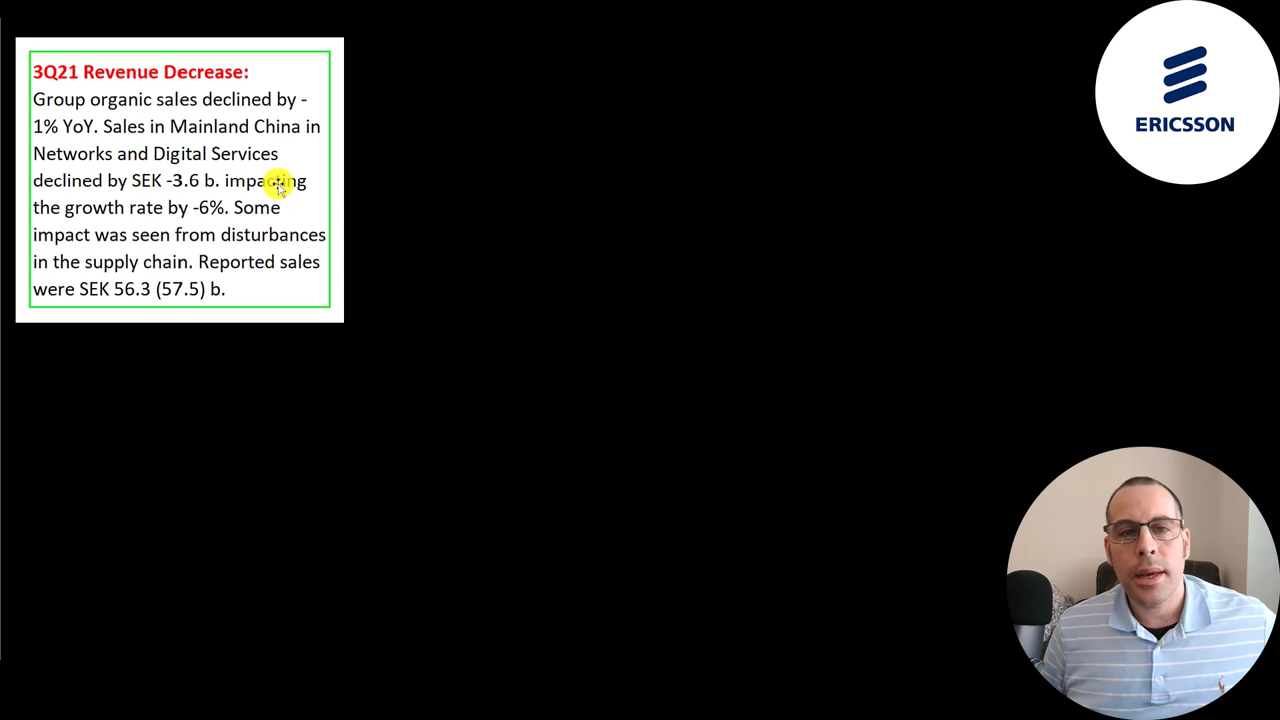 3Q21 Revenue Decrease:
Group organic sales declined by -
1% YoY. Sales in Mainland China in
Networks and Digital Services
declined by SEK -3.6 b. impacting
the growth rate by -6%. Some
impact was seen from disturbances
in the supply chain. Reported sales
were SEK 56.3 (57.5) b.
ERICSSON